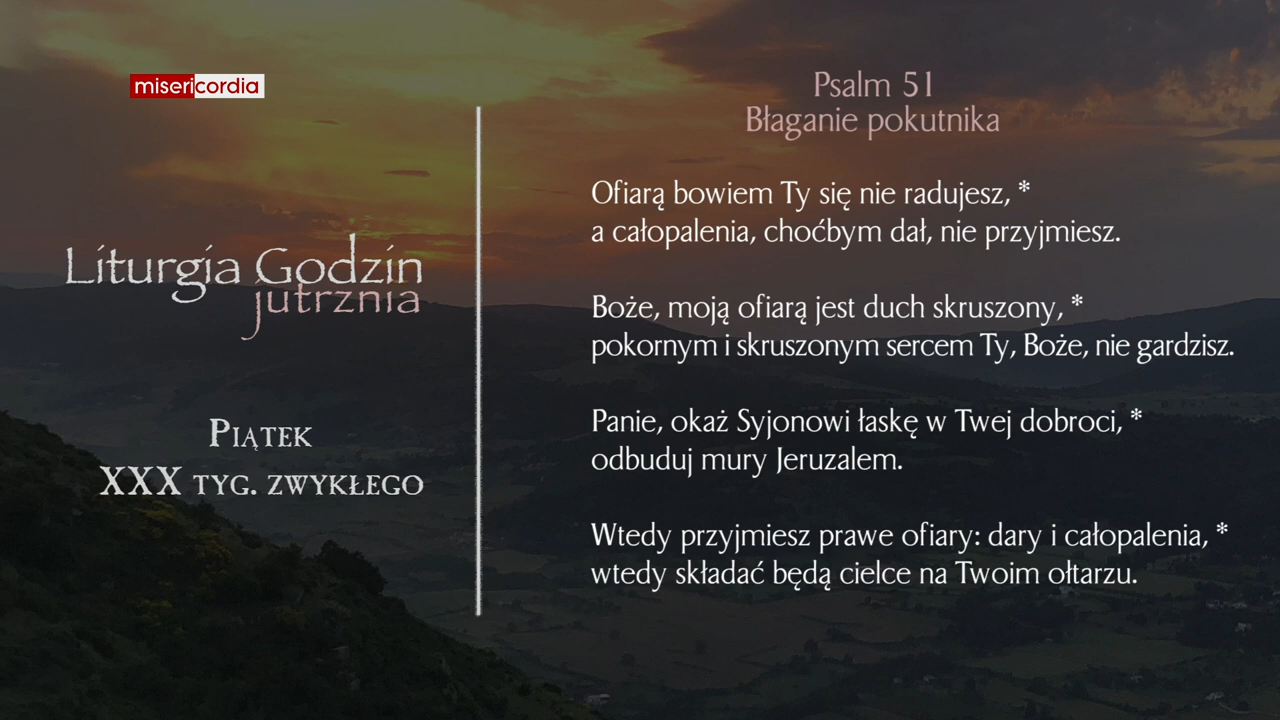 misericordia
Liturgia Godzin
jutrznia
Piątek
XXX tyg. zwykłego
Psalm 51
Błaganie pokutnika
Ofiarą bowiem Ty się nie radujesz, *
a całopalenia, choćbym dał, nie przyjmiesz.
Boże, moją ofiarą jest duch skruszony, *
pokornym i skruszonym sercem Ty, Boże, nie gardzisz.
Panie, okaż Syjonowi łaskę w Twej dobroci, *
odbuduj mury Jeruzalem.
Wtedy przyjmiesz prawe ofiary: dary i całopalenia, *
wtedy składać będą cielce na Twoim ołtarzu.